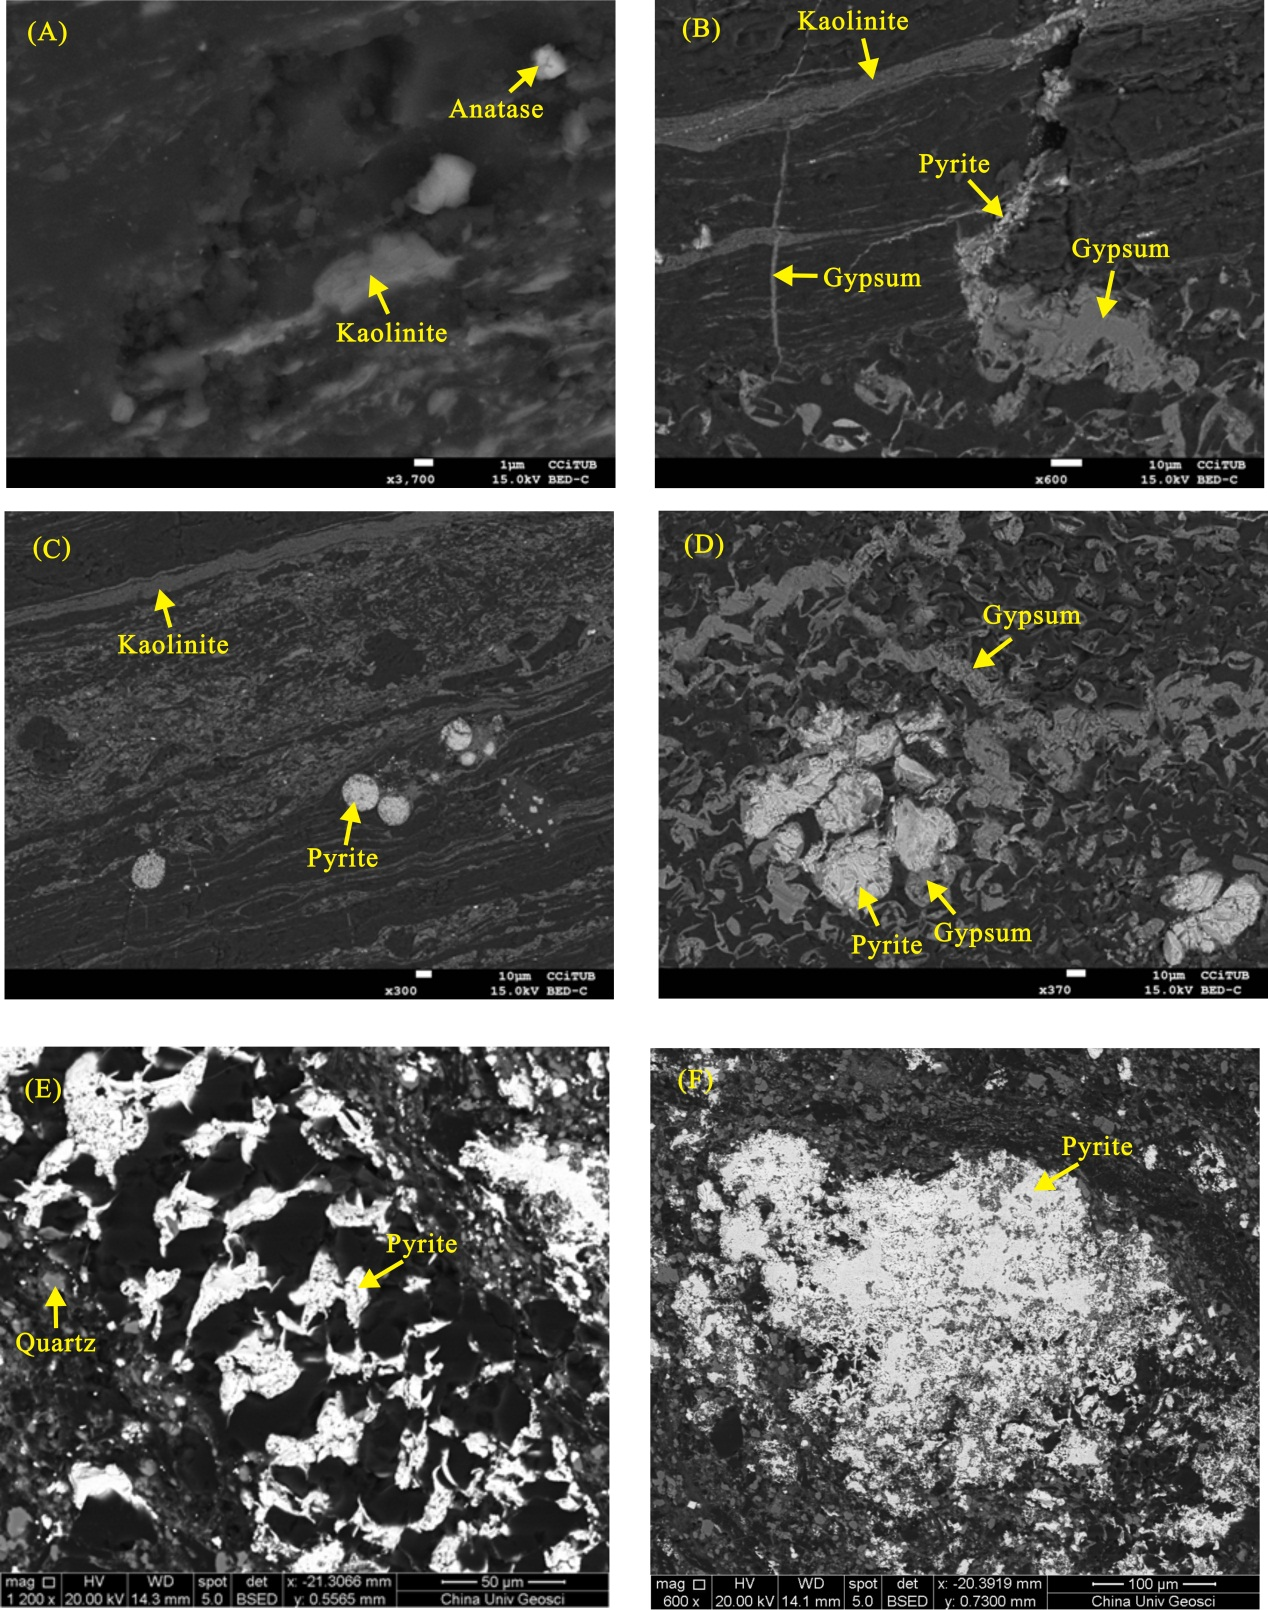 (A)
Anatase
Kaolinite
1µm CCiTUB
x3,700 15.0kV BED-C
(B)
Kaolinite
Pyrite
Gypsum
Gypsum
10µm CCiTUB
x600 15.0kV BED-C
(C)
Kaolinite
Pyrite
10µm CCiTUB
x300 15.0kV BED-C
(D)
Gypsum
Pyrite
Gypsum
10µm CCiTUB
x370 15.0kV BED-C
(E)
Pyrite
Quartz
mag HV WD spot det x: -21.3066 mm 50 µm
1 200 x 20.00 kV 14.3 mm 5.0 BSED y: 0.5565 mm China Univ Geosci
(F)
Pyrite
mag HV WD spot det x: -20.3919 mm 100 µm
600 x 20.00 kV 14.1 mm 5.0 BSED y: 0.7300 mm China Univ Geosci